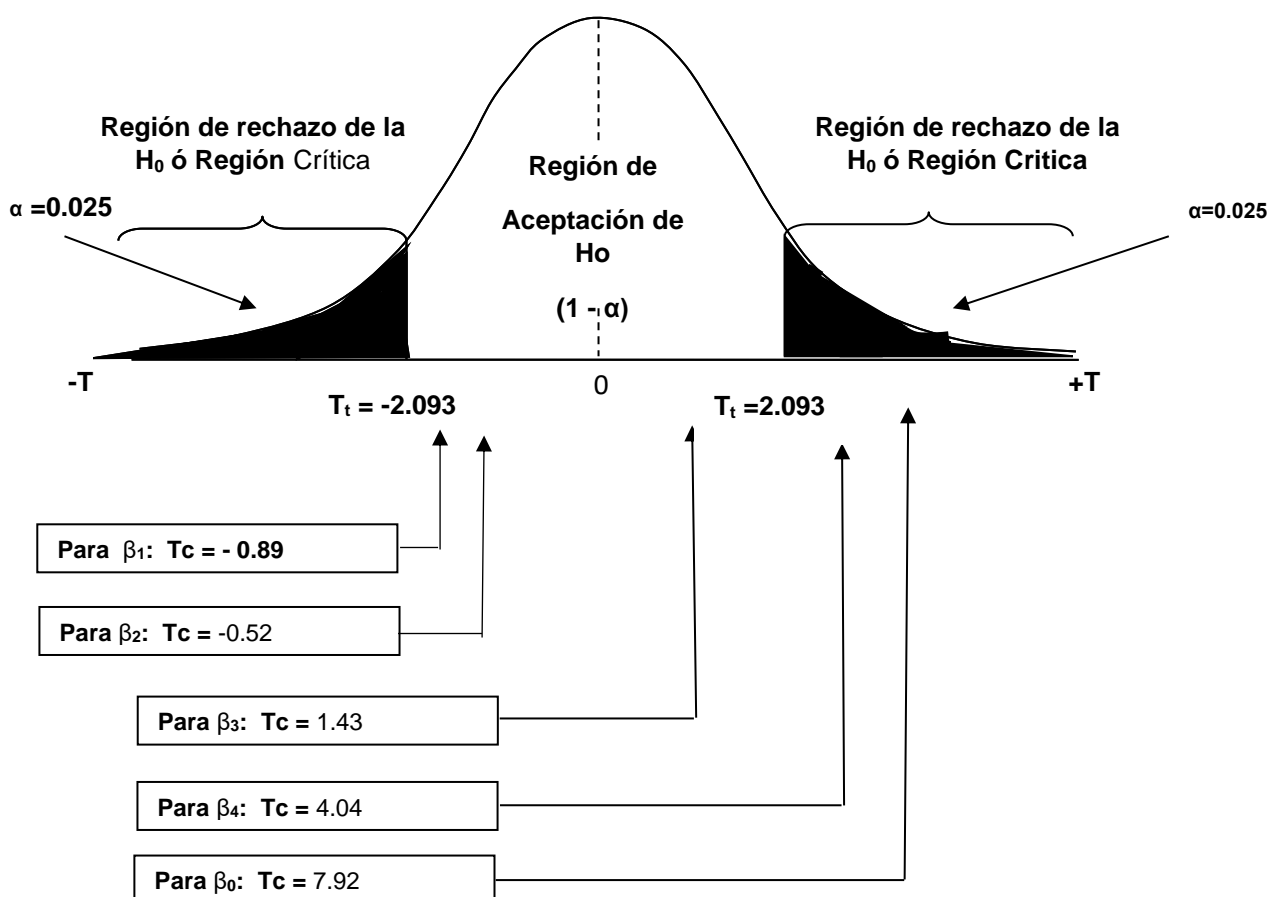 Región de rechazo de la
H₀ ó Región Crítica
Región de rechazo de la
H₀ ó Región Critica
Región de
Aceptación de
Ho
(1 - α)
α =0.025
α=0.025
-T
0
+T
Tₜ = -2.093
Tₜ =2.093
Para β₁: Tc = - 0.89
Para β₂: Tc = -0.52
Para β₃: Tc = 1.43
Para β₄: Tc = 4.04
Para β₀: Tc = 7.92